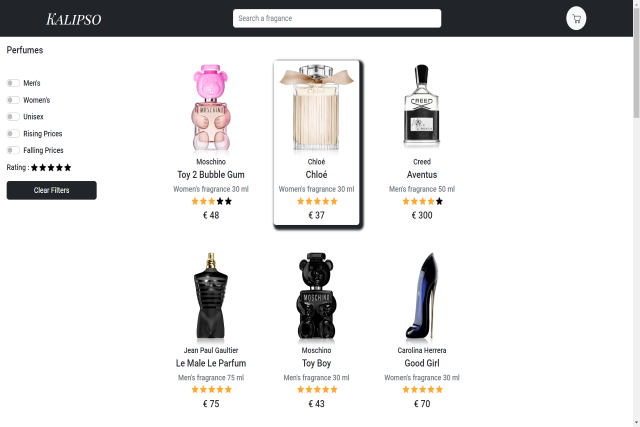 KALIPSO
Search a fragance
Perfumes
Men's
Women's
Unisex
Rising Prices
Falling Prices
Rating :
Clear Filters
MOSCHINO
Moschino
Toy 2 Bubble Gum
Women's fragrance 30 ml
€ 48
Chloé
Chloé
Women's fragrance 30 ml
€ 37
CREED
Creed
Aventus
Men's fragrance 50 ml
€ 300
Jean Paul Gaultier
Le Male Le Parfum
Men's fragrance 75 ml
€ 75
MOSCHINO
Moschino
Toy Boy
Men's fragrance 30 ml
€ 43
Carolina Herrera
Good Girl
Women's fragrance 30 ml
€ 70